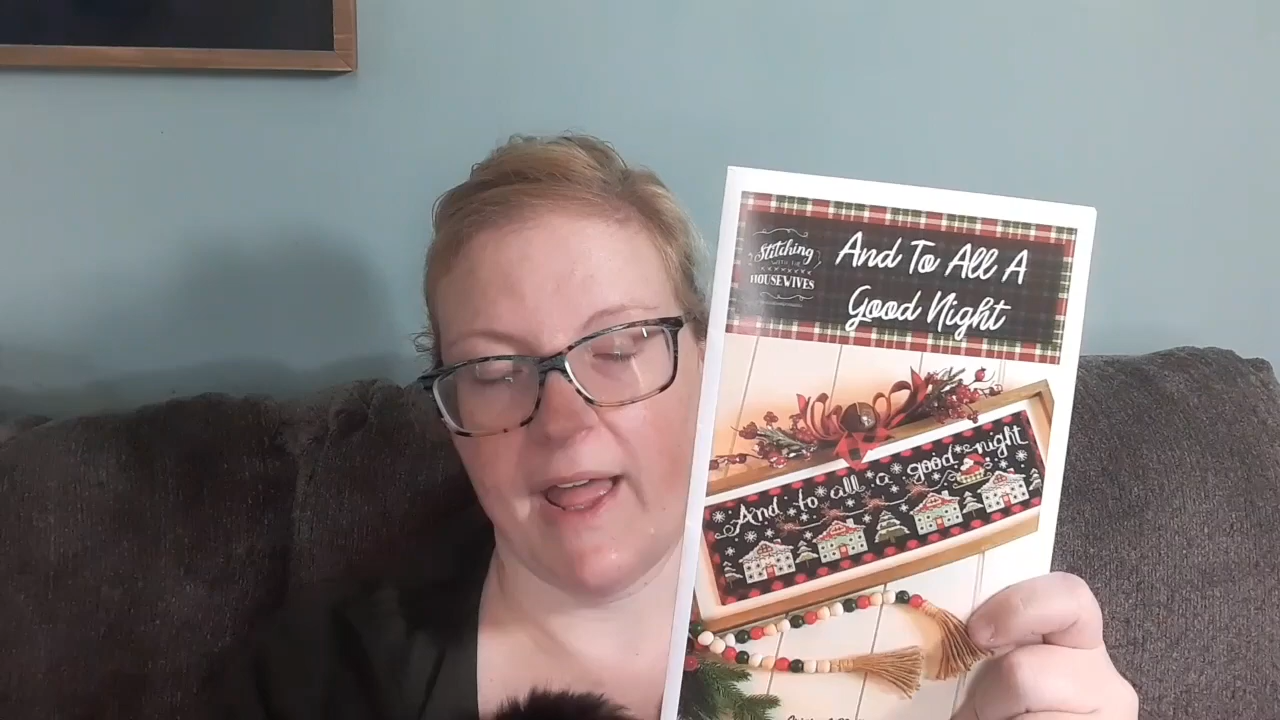 Stitching
WITH THE
HOUSEWIVES
And To All A
Good Night
And to all a good night